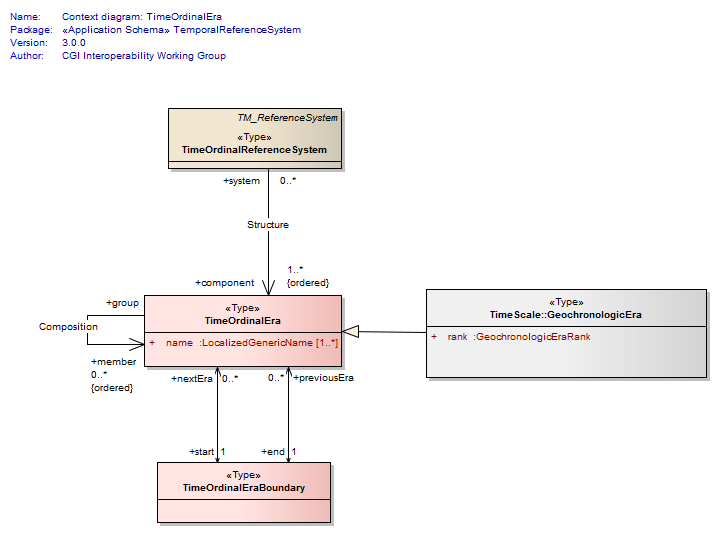 Name: Context diagram: TimeOrdinalEra
Package: «Application Schema» TemporalReferenceSystem
Version: 3.0.0
Author: CGI Interoperability Working Group
TM_ReferenceSystem
«Type»
TimeOrdinalReferenceSystem
+system 0..*
Structure
+component 1..*
{ordered}
+group
Composition
+member
0..*
{ordered}
«Type»
TimeOrdinalEra
+ name :LocalizedGenericName [1..*]
«Type»
TimeScale::GeochronologicEra
+ rank :GeochronologicEraRank
+nextEra 0..* 0..* +previousEra
+start 1 +end 1
«Type»
TimeOrdinalEraBoundary